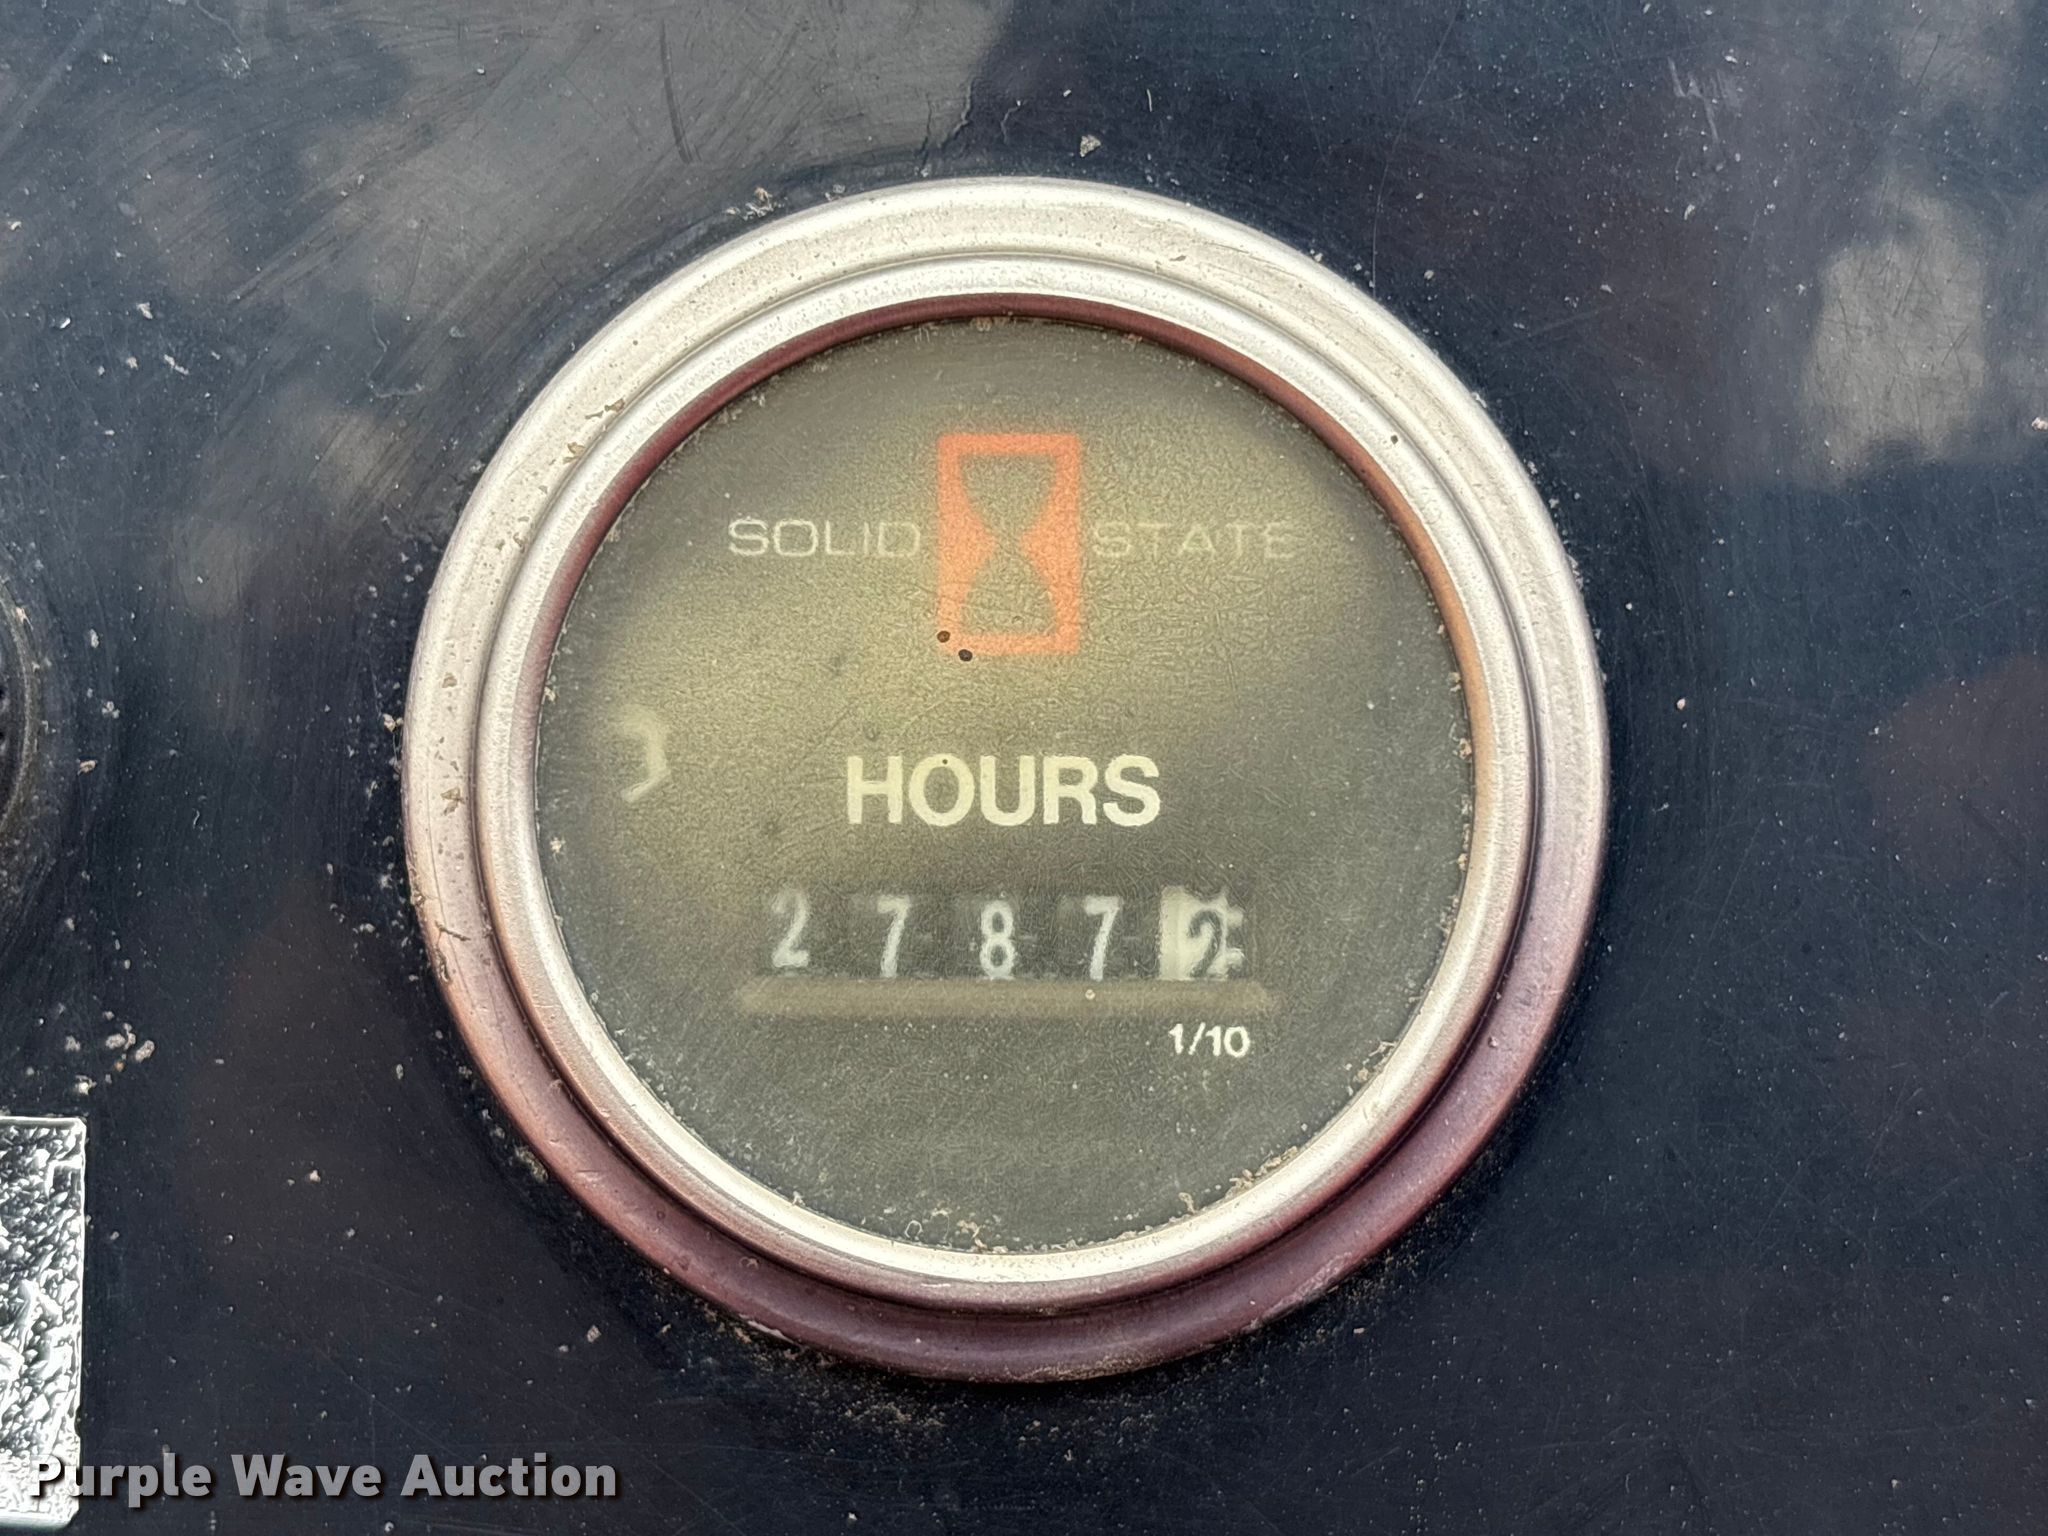 SOLID STATE
HOURS
27872
1/10
Purple Wave Auction